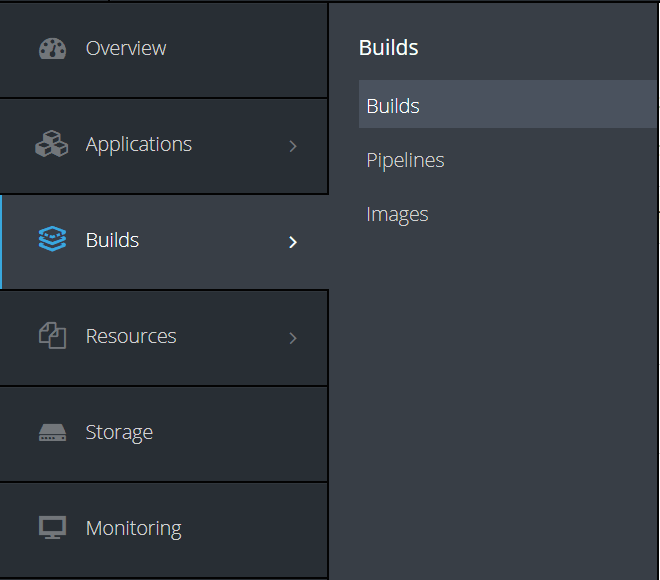 Overview
Applications
Builds
Resources
Storage
Monitoring
Builds
Builds
Pipelines
Images